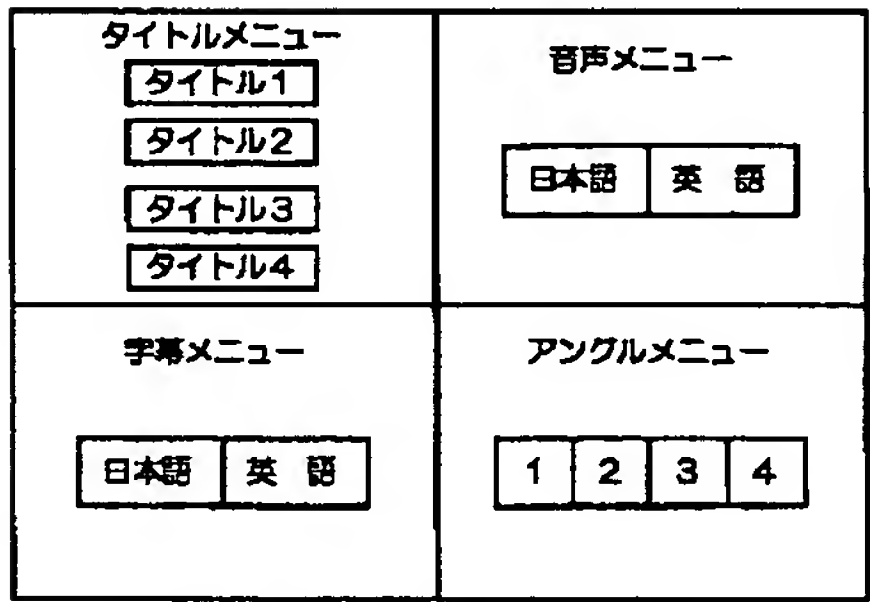 タイトルメニュー
タイトル1
タイトル2
タイトル3
タイトル4
音声メニュー
日本語 英 語
字幕メニュー
日本語 英 語
アングルメニュー
1 2 3 4